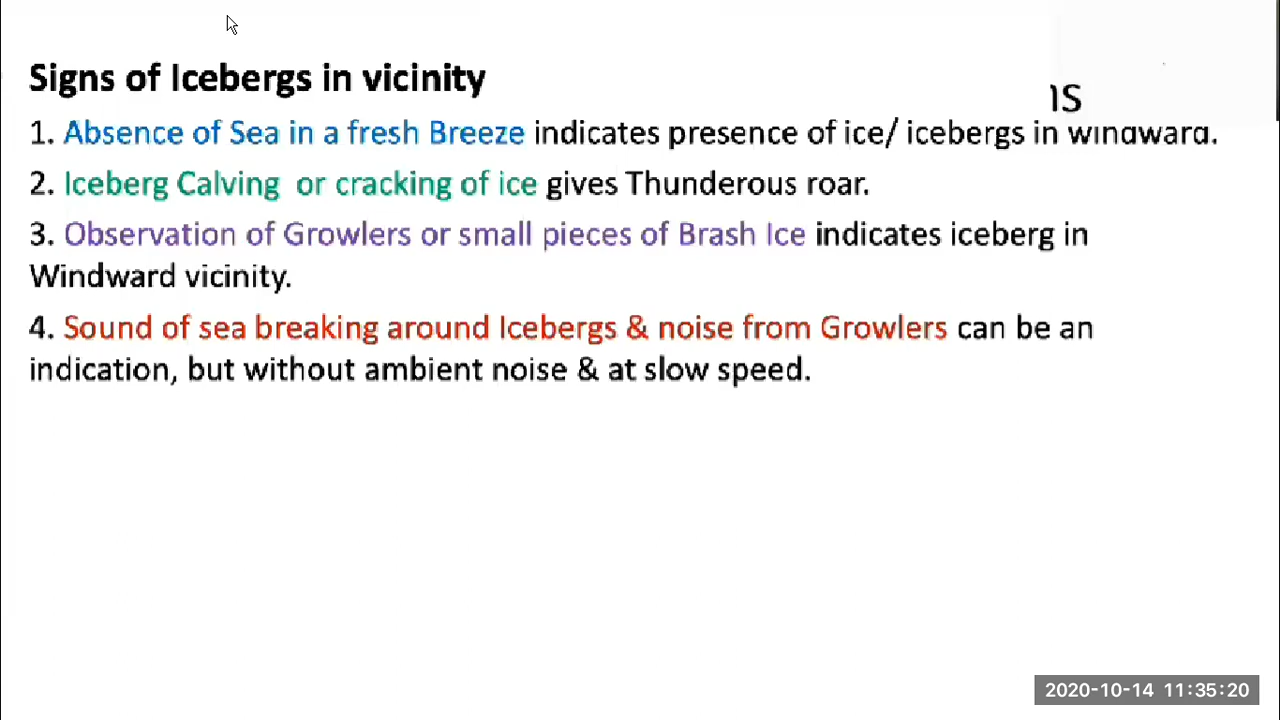 Signs of Icebergs in vicinity
1. Absence of Sea in a fresh Breeze indicates presence of ice/ icebergs in windward.
2. Iceberg Calving  or cracking of ice gives Thunderous roar.
3. Observation of Growlers or small pieces of Brash Ice indicates iceberg in
Windward vicinity.
4. Sound of sea breaking around Icebergs & noise from Growlers can be an
indication, but without ambient noise & at slow speed.
2020-10-14 11:35:20